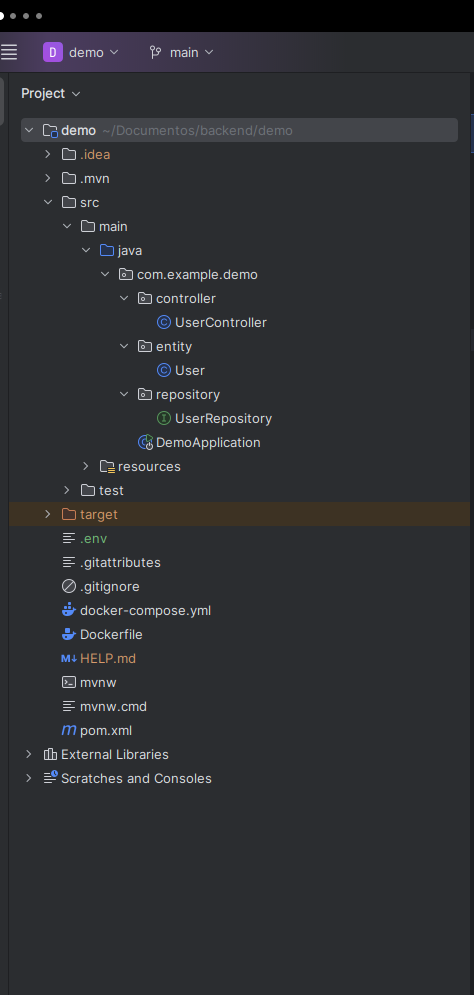 D demo main
Project
demo ~/Documentos/backend/demo
.idea
.mvn
src
main
java
com.example.demo
controller
C UserController
entity
C User
repository
I UserRepository
C DemoApplication
resources
test
target
.env
.gitattributes
.gitignore
docker-compose.yml
Dockerfile
M↓ HELP.md
mvnw
mvnw.cmd
m pom.xml
External Libraries
Scratches and Consoles